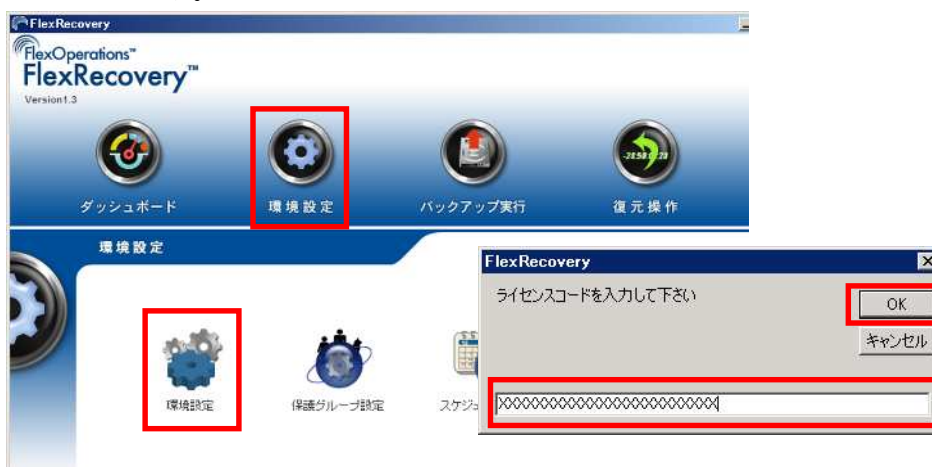 FlexRecovery
FlexOperations™
FlexRecovery™
Version1.3
ダッシュボード
環境設定
バックアップ実行
復元操作
環境設定
環境設定
保護グループ設定
スケジュ
FlexRecovery
ライセンスコードを入力して下さい
OK
キャンセル